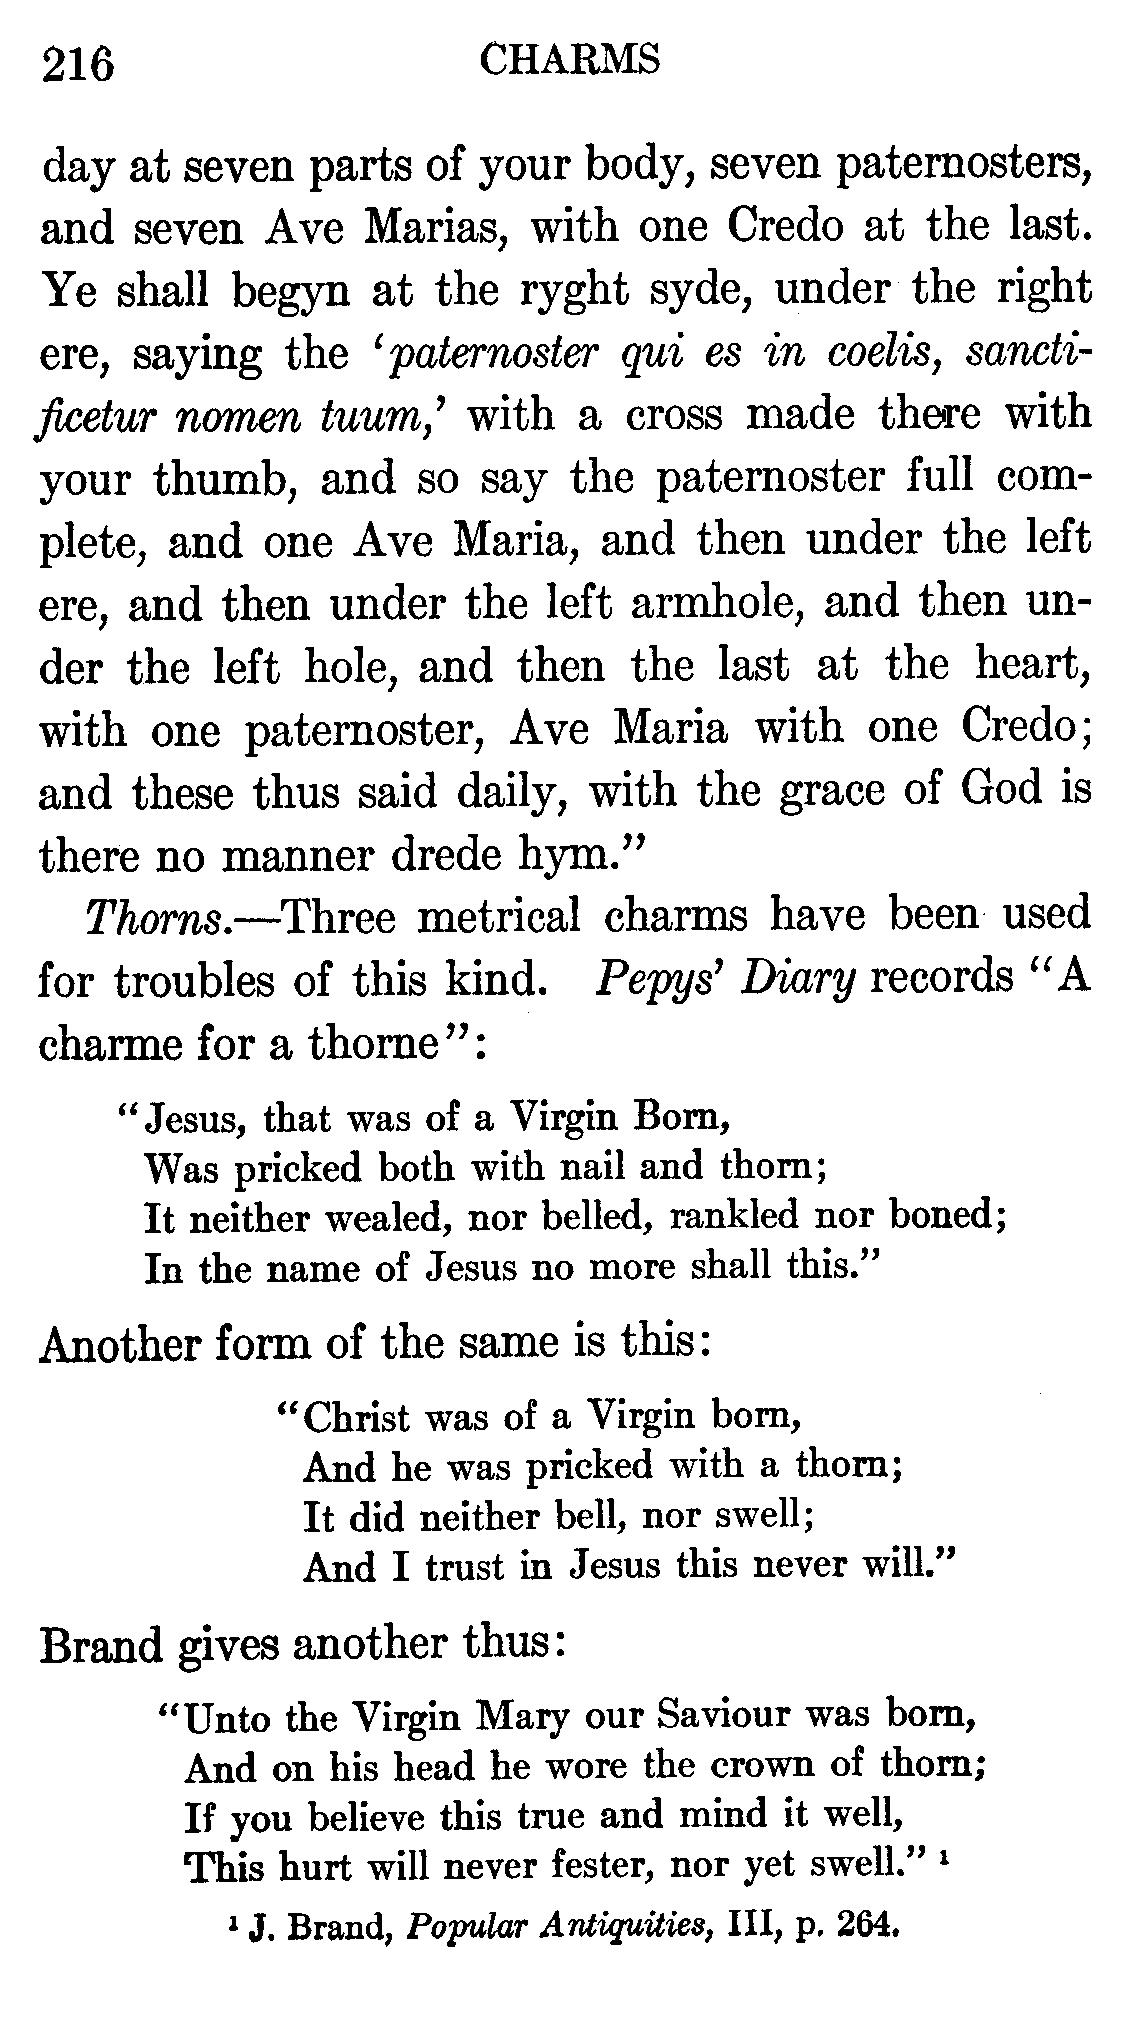 216 CHARMS
day at seven parts of your body, seven paternosters,
and seven Ave Marias, with one Credo at the last.
Ye shall begyn at the ryght syde, under the right
ere, saying the ‘paternoster qui es in coelis, sancti-
ficetur nomen tuum,’ with a cross made there with
your thumb, and so say the paternoster full com-
plete, and one Ave Maria, and then under the left
ere, and then under the left armhole, and then un-
der the left hole, and then the last at the heart,
with one paternoster, Ave Maria with one Credo;
and these thus said daily, with the grace of God is
there no manner drede hym.”
Thorns.—Three metrical charms have been used
for troubles of this kind. Pepys’ Diary records “A
charme for a thorne”:
“Jesus, that was of a Virgin Born,
Was pricked both with nail and thorn;
It neither wealed, nor belled, rankled nor boned;
In the name of Jesus no more shall this.”
Another form of the same is this:
“Christ was of a Virgin born,
And he was pricked with a thorn;
It did neither bell, nor swell;
And I trust in Jesus this never will.”
Brand gives another thus:
“Unto the Virgin Mary our Saviour was born,
And on his head he wore the crown of thorn;
If you believe this true and mind it well,
This hurt will never fester, nor yet swell.” ¹
¹ J. Brand, Popular Antiquities, III, p. 264.